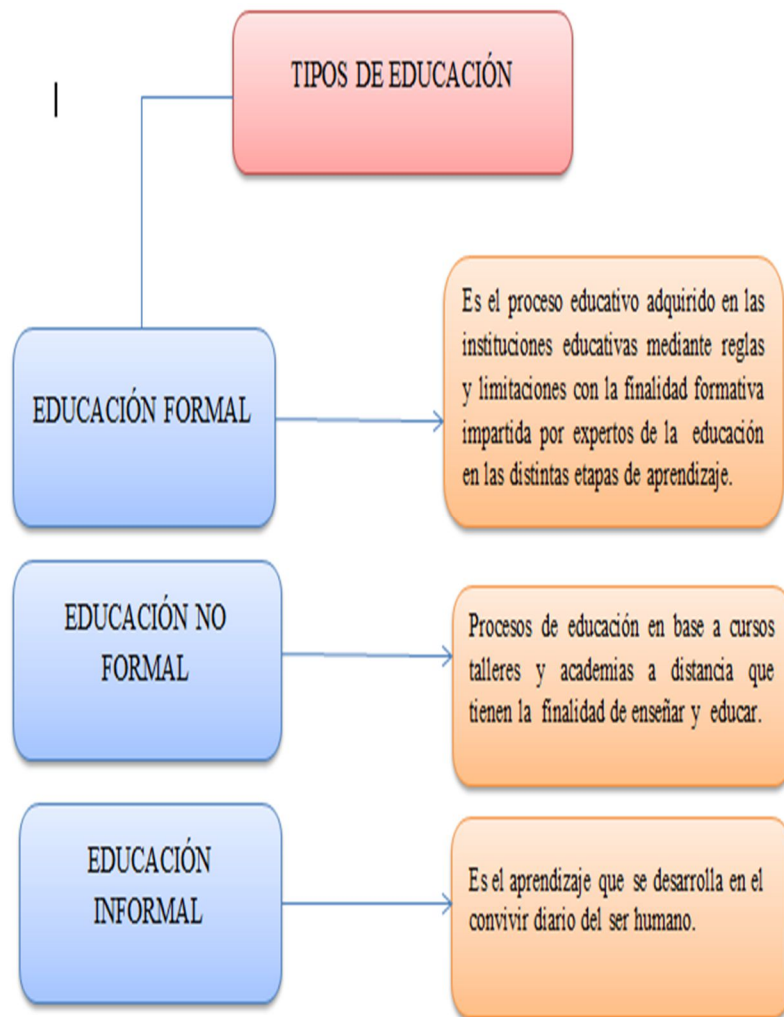 TIPOS DE EDUCACIÓN
EDUCACIÓN FORMAL
Es el proceso educativo adquirido en las
instituciones educativas mediante reglas
y limitaciones con la finalidad formativa
impartida por expertos de la educación
en las distintas etapas de aprendizaje.
EDUCACIÓN NO
FORMAL
Procesos de educación en base a cursos
talleres y academias a distancia que
tienen la finalidad de enseñar y educar.
EDUCACIÓN
INFORMAL
Es el aprendizaje que se desarrolla en el
convivir diario del ser humano.